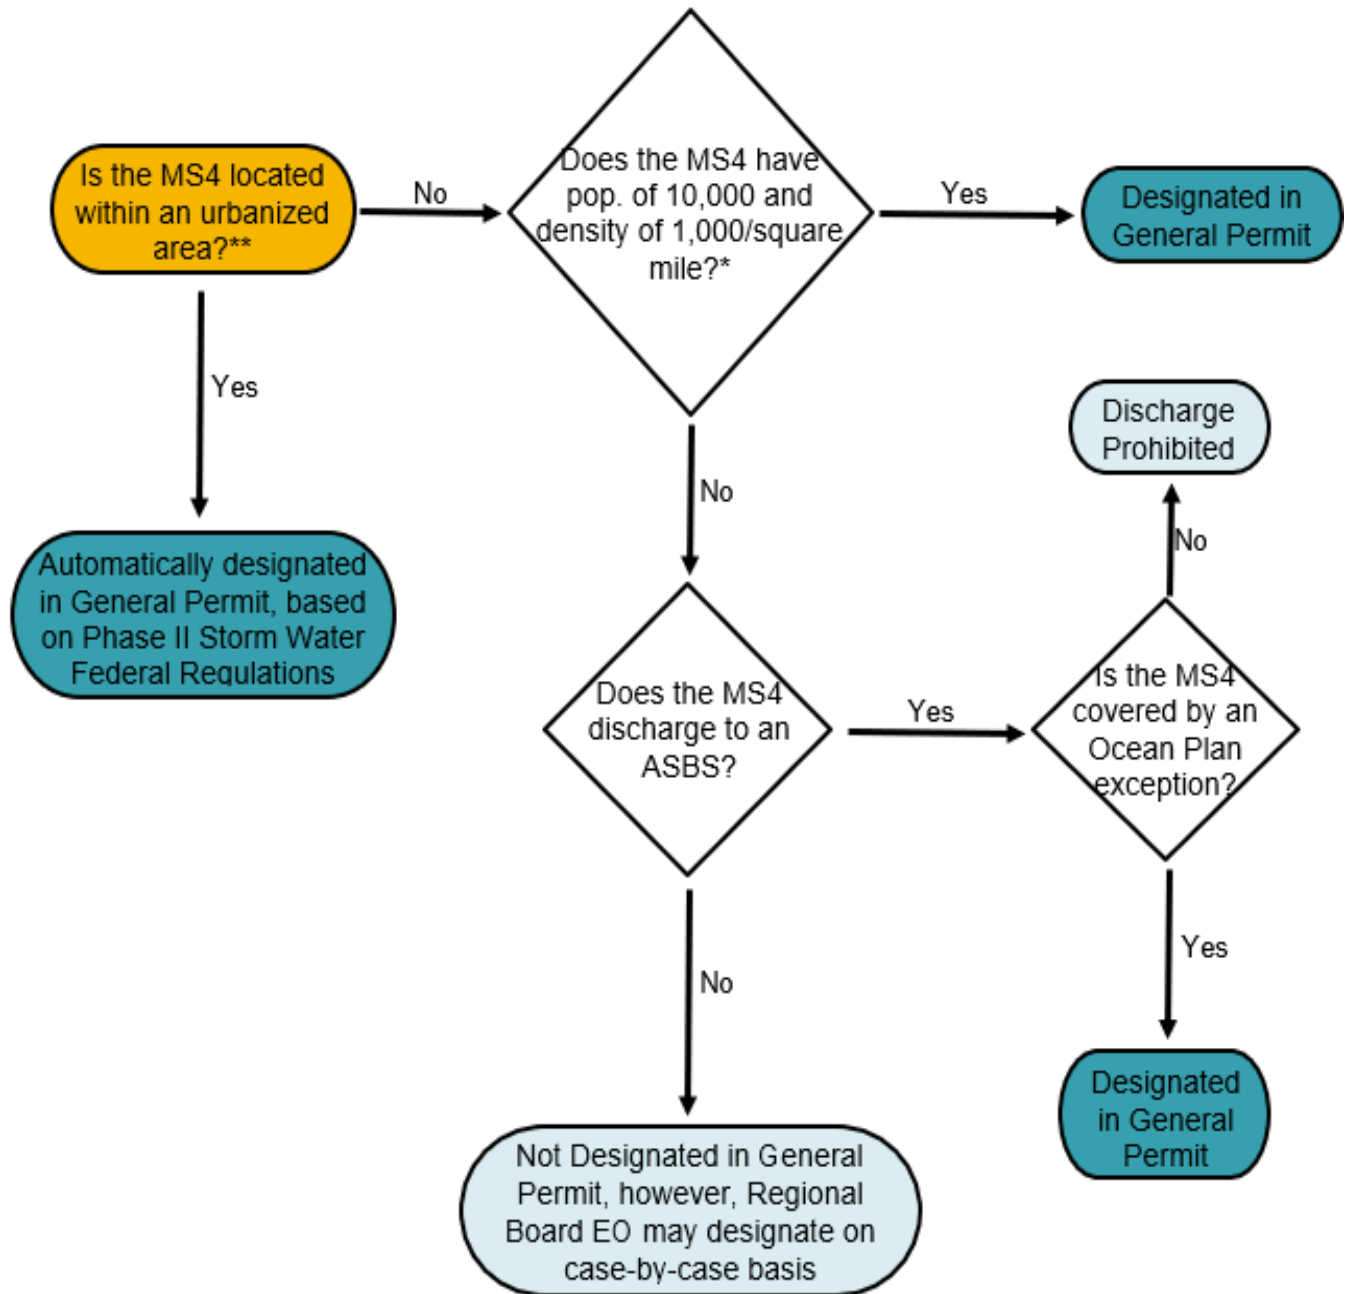 Is the MS4 located
within an urbanized
area?**
No
Does the MS4 have
pop. of 10,000 and
density of 1,000/square
mile?*
Yes
Designated in
General Permit
Yes
Automatically designated
in General Permit, based
on Phase II Storm Water
Federal Regulations
No
Discharge
Prohibited
No
Does the MS4
discharge to an
ASBS?
Yes
Is the MS4
covered by an
Ocean Plan
exception?
Yes
Designated
in General
Permit
No
Not Designated in General
Permit, however, Regional
Board EO may designate on
case-by-case basis